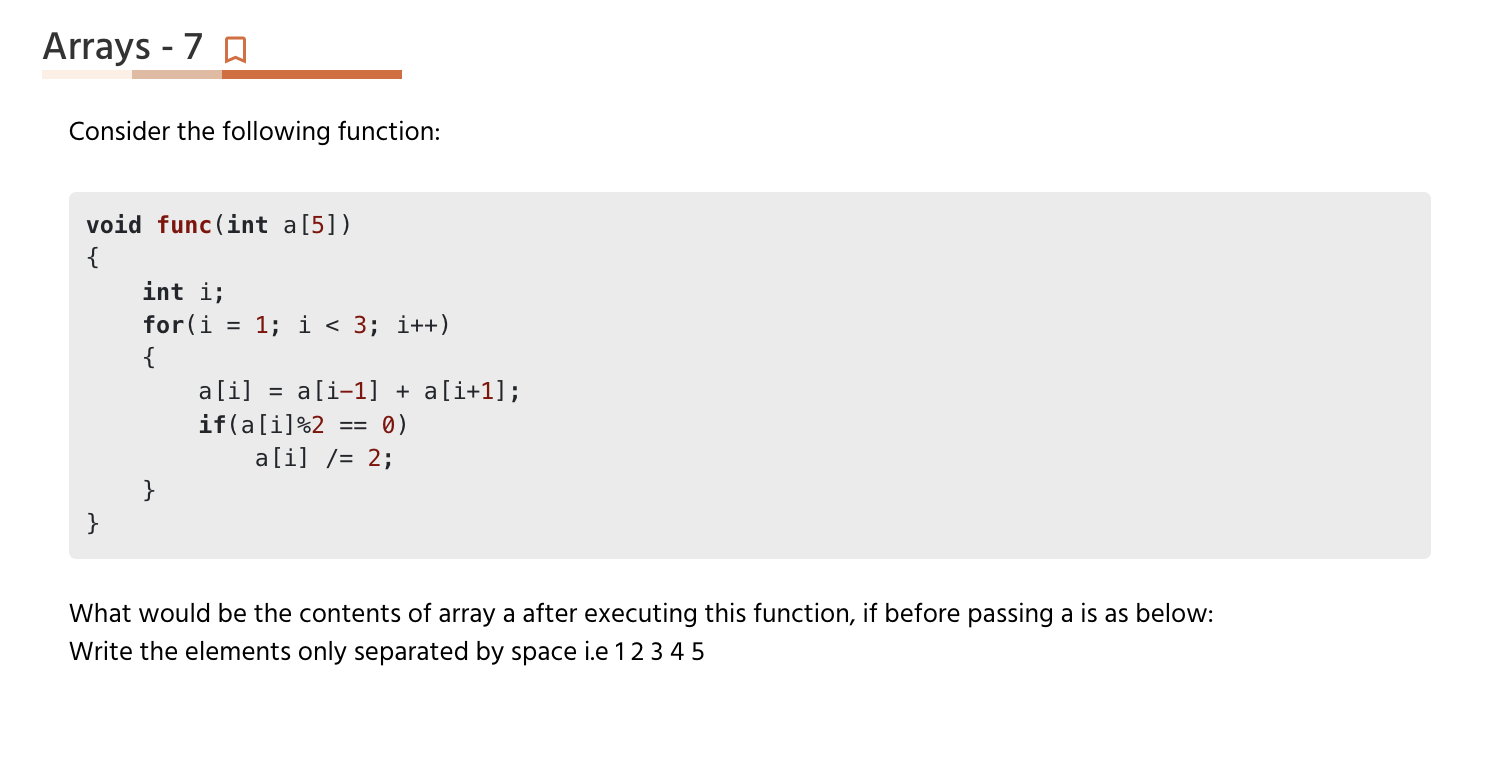 Arrays - 7
Consider the following function:
void func(int a[5])
{
    int i;
    for(i = 1; i < 3; i++)
    {
        a[i] = a[i−1] + a[i+1];
        if(a[i]%2 == 0)
            a[i] /= 2;
    }
}
What would be the contents of array a after executing this function, if before passing a is as below:
Write the elements only separated by space i.e 1 2 3 4 5